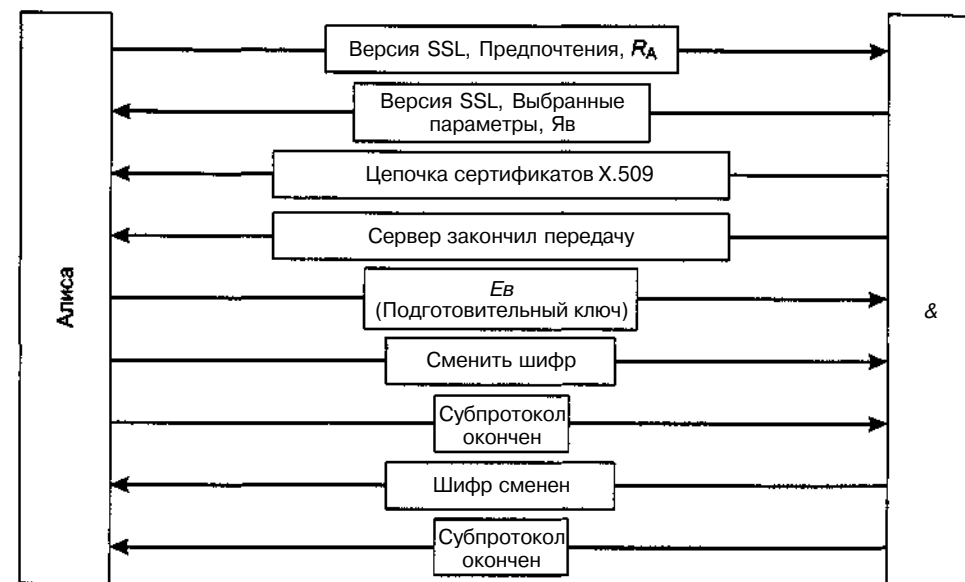 Версия SSL, Предпочтения, RA
Версия SSL, Выбранные
параметры, Яв
Цепочка сертификатов X.509
Сервер закончил передачу
Алиса
Ев
(Подготовительный ключ)
&
Сменить шифр
Субпротокол
окончен
Шифр сменен
Субпротокол
окончен